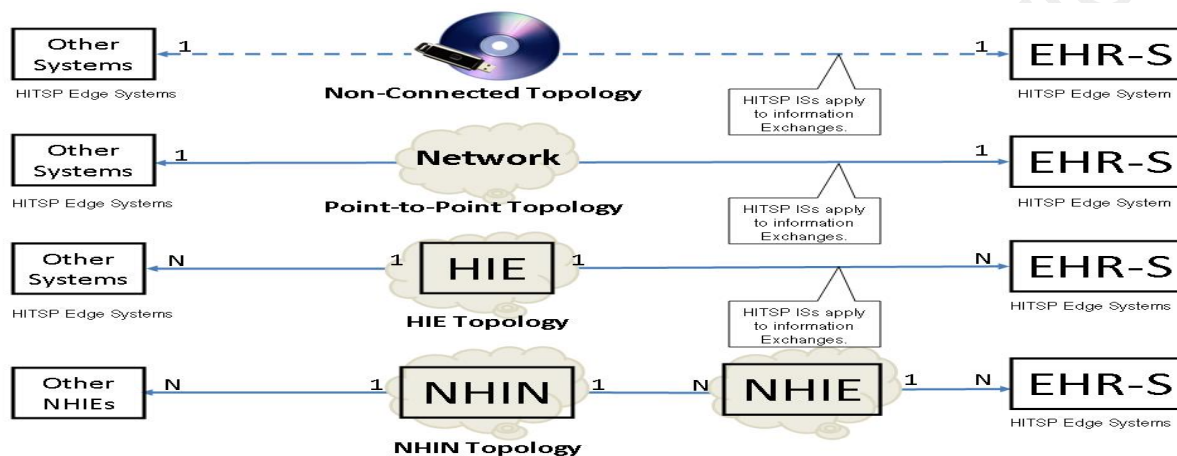 Other
Systems
1
1
EHR-S
HITSP Edge Systems
HITSP Edge System
Non-Connected Topology
HITSP ISs apply
to information
Exchanges.
Other
Systems
1
Network
1
EHR-S
HITSP Edge Systems
HITSP Edge System
Point-to-Point Topology
HITSP ISs apply
to information
Exchanges.
Other
Systems
N
1
HIE
1
N
EHR-S
HITSP Edge Systems
HITSP Edge Systems
HIE Topology
HITSP ISs apply
to information
Exchanges.
Other
NHIEs
N
1
NHIN
1
N
NHIE
1
N
EHR-S
HITSP Edge Systems
NHIN Topology